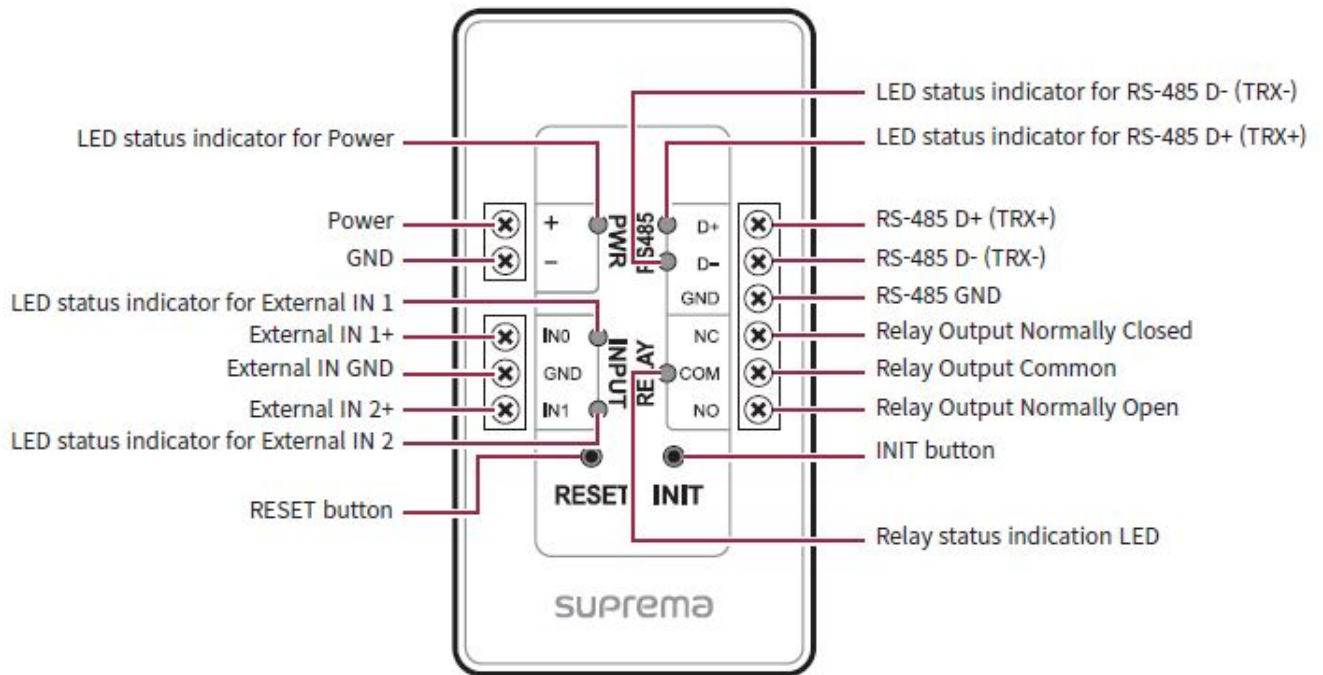 LED status indicator for Power
Power
GND
LED status indicator for External IN 1
External IN 1+
External IN GND
External IN 2+
LED status indicator for External IN 2
RESET button
+
−
PWR
IN0
GND
IN1
INPUT
RS485
D+
D−
GND
RELAY
NC
COM
NO
RESET
INIT
suprema
LED status indicator for RS-485 D- (TRX-)
LED status indicator for RS-485 D+ (TRX+)
RS-485 D+ (TRX+)
RS-485 D- (TRX-)
RS-485 GND
Relay Output Normally Closed
Relay Output Common
Relay Output Normally Open
INIT button
Relay status indication LED